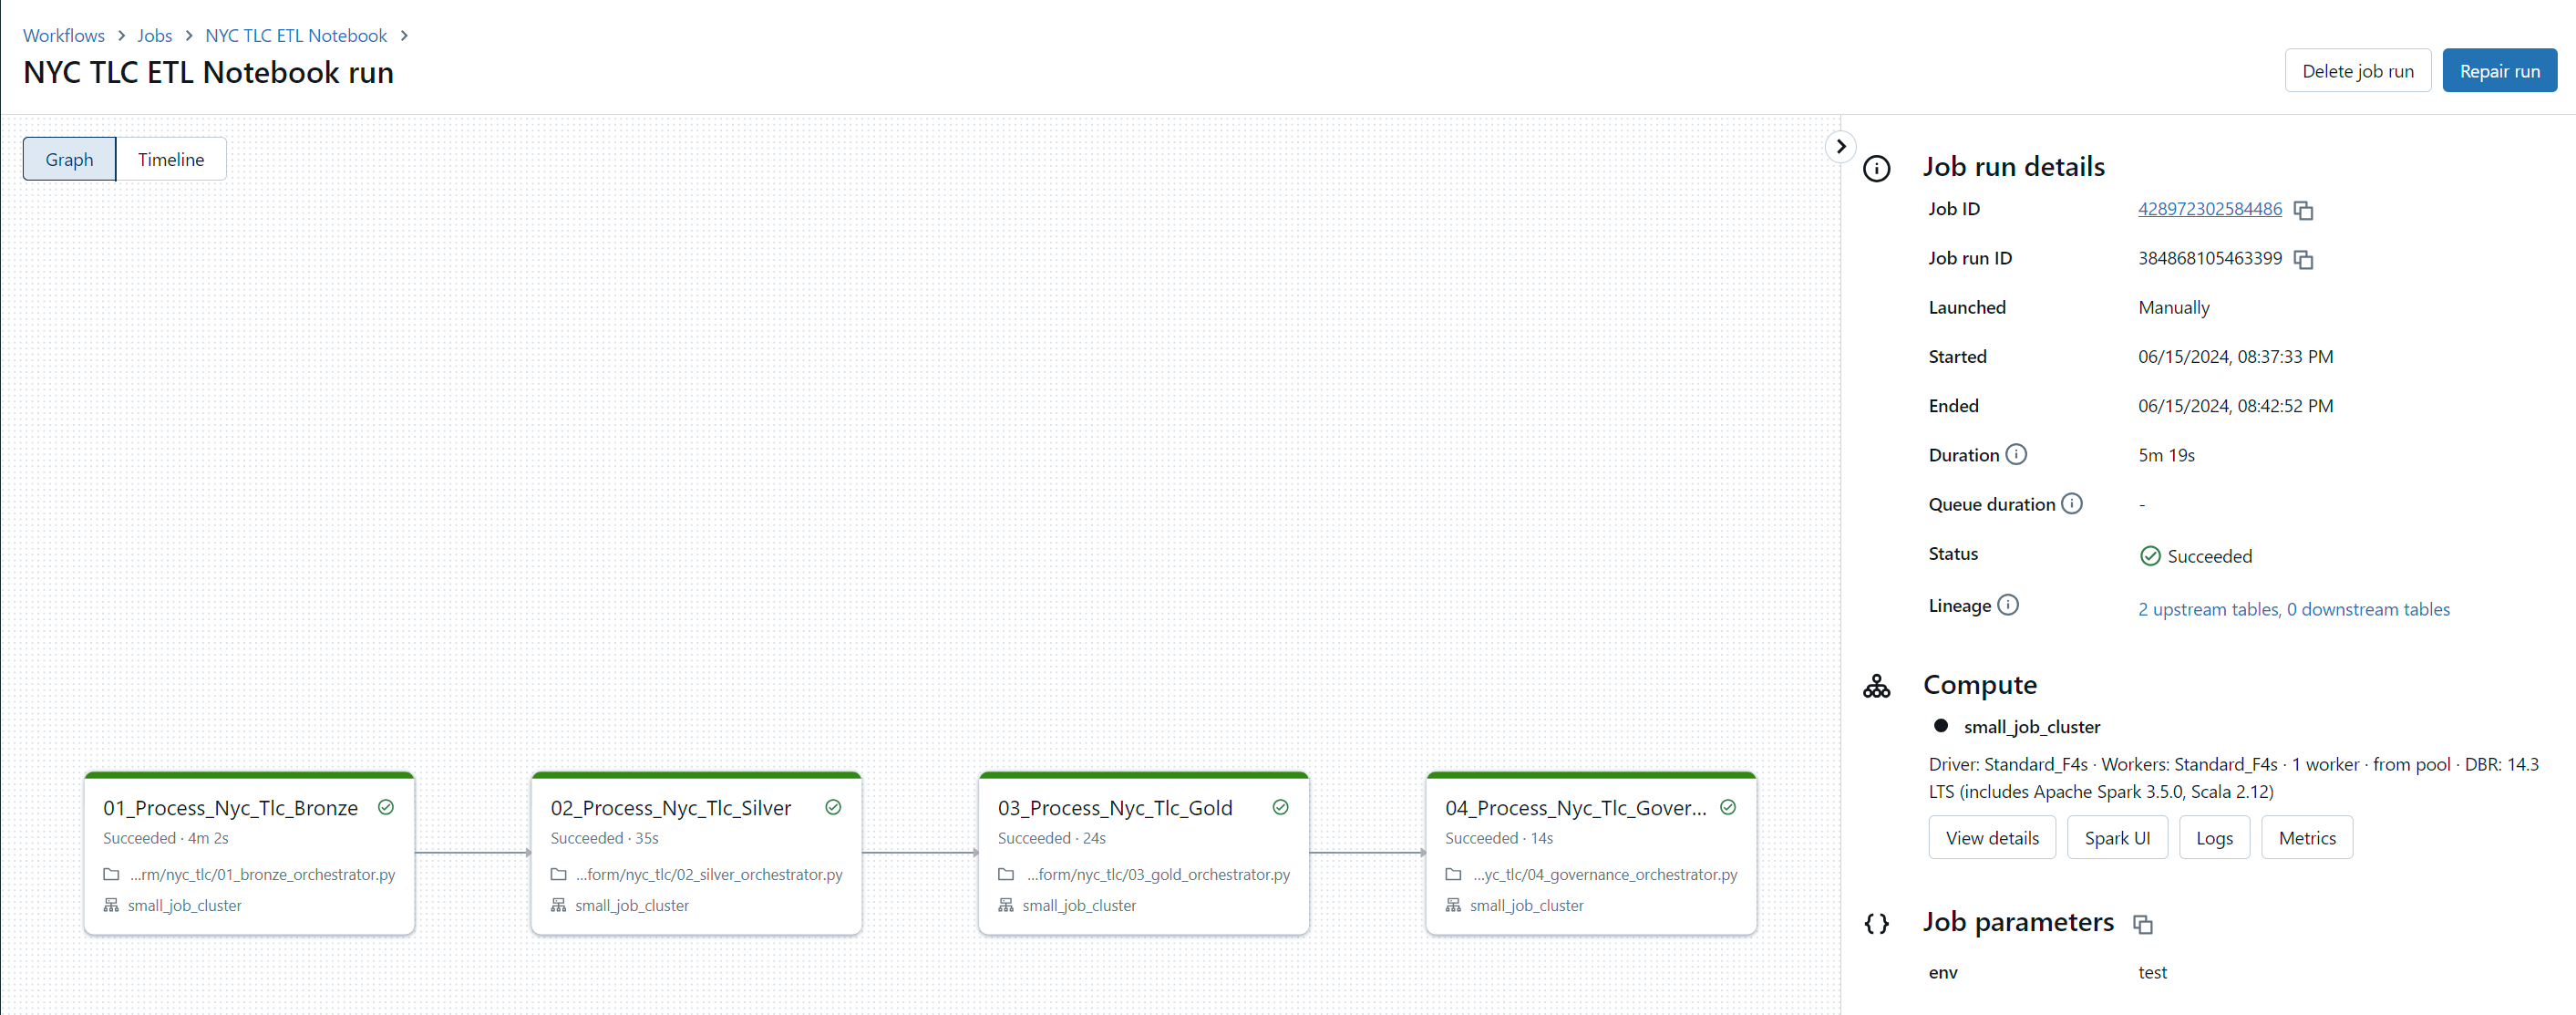 Workflows > Jobs > NYC TLC ETL Notebook >
NYC TLC ETL Notebook run
Delete job run
Repair run
Graph
Timeline
01_Process_Nyc_Tlc_Bronze
Succeeded · 4m 2s
...rm/nyc_tlc/01_bronze_orchestrator.py
small_job_cluster
02_Process_Nyc_Tlc_Silver
Succeeded · 35s
...form/nyc_tlc/02_silver_orchestrator.py
small_job_cluster
03_Process_Nyc_Tlc_Gold
Succeeded · 24s
...form/nyc_tlc/03_gold_orchestrator.py
small_job_cluster
04_Process_Nyc_Tlc_Gover...
Succeeded · 14s
...yc_tlc/04_governance_orchestrator.py
small_job_cluster
Job run details
Job ID 428972302584486
Job run ID 384868105463399
Launched Manually
Started 06/15/2024, 08:37:33 PM
Ended 06/15/2024, 08:42:52 PM
Duration 5m 19s
Queue duration -
Status Succeeded
Lineage 2 upstream tables, 0 downstream tables
Compute
small_job_cluster
Driver: Standard_F4s · Workers: Standard_F4s · 1 worker · from pool · DBR: 14.3
LTS (includes Apache Spark 3.5.0, Scala 2.12)
View details
Spark UI
Logs
Metrics
{} Job parameters
env test